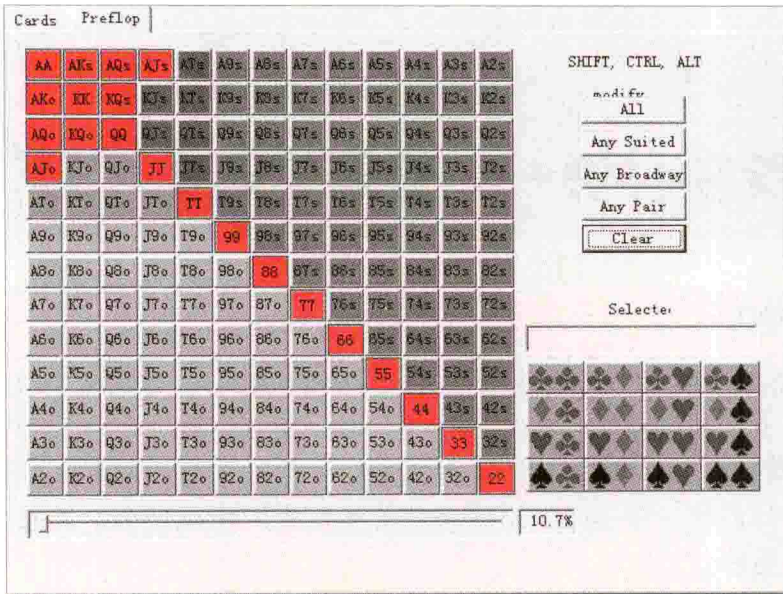 Cards Preflop
AA AKs AQs AJs ATs A9s A8s A7s A6s A5s A4s A3s A2s
AKo KK KQs KJs KTs K9s K8s K7s K6s K5s K4s K3s K2s
AQo KQo QQ QJs QTs Q9s Q8s Q7s Q6s Q5s Q4s Q3s Q2s
AJo KJo QJo JJ JTs J9s J8s J7s J6s J5s J4s J3s J2s
ATo KTo QTo JTo TT T9s T8s T7s T6s T5s T4s T3s T2s
A9o K9o Q9o J9o T9o 99 98s 97s 96s 95s 94s 93s 92s
A8o K8o Q8o J8o T8o 98o 88 87s 86s 85s 84s 83s 82s
A7o K7o Q7o J7o T7o 97o 87o 77 76s 75s 74s 73s 72s
A6o K6o Q6o J6o T6o 96o 86o 76o 66 65s 64s 63s 62s
A5o K5o Q5o J5o T5o 95o 85o 75o 65o 55 54s 53s 52s
A4o K4o Q4o J4o T4o 94o 84o 74o 64o 54o 44 43s 42s
A3o K3o Q3o J3o T3o 93o 83o 73o 63o 53o 43o 33 32s
A2o K2o Q2o J2o T2o 92o 82o 72o 62o 52o 42o 32o 22
10.7%
SHIFT, CTRL, ALT
modify
All
Any Suited
Any Broadway
Any Pair
Clear
Selecte